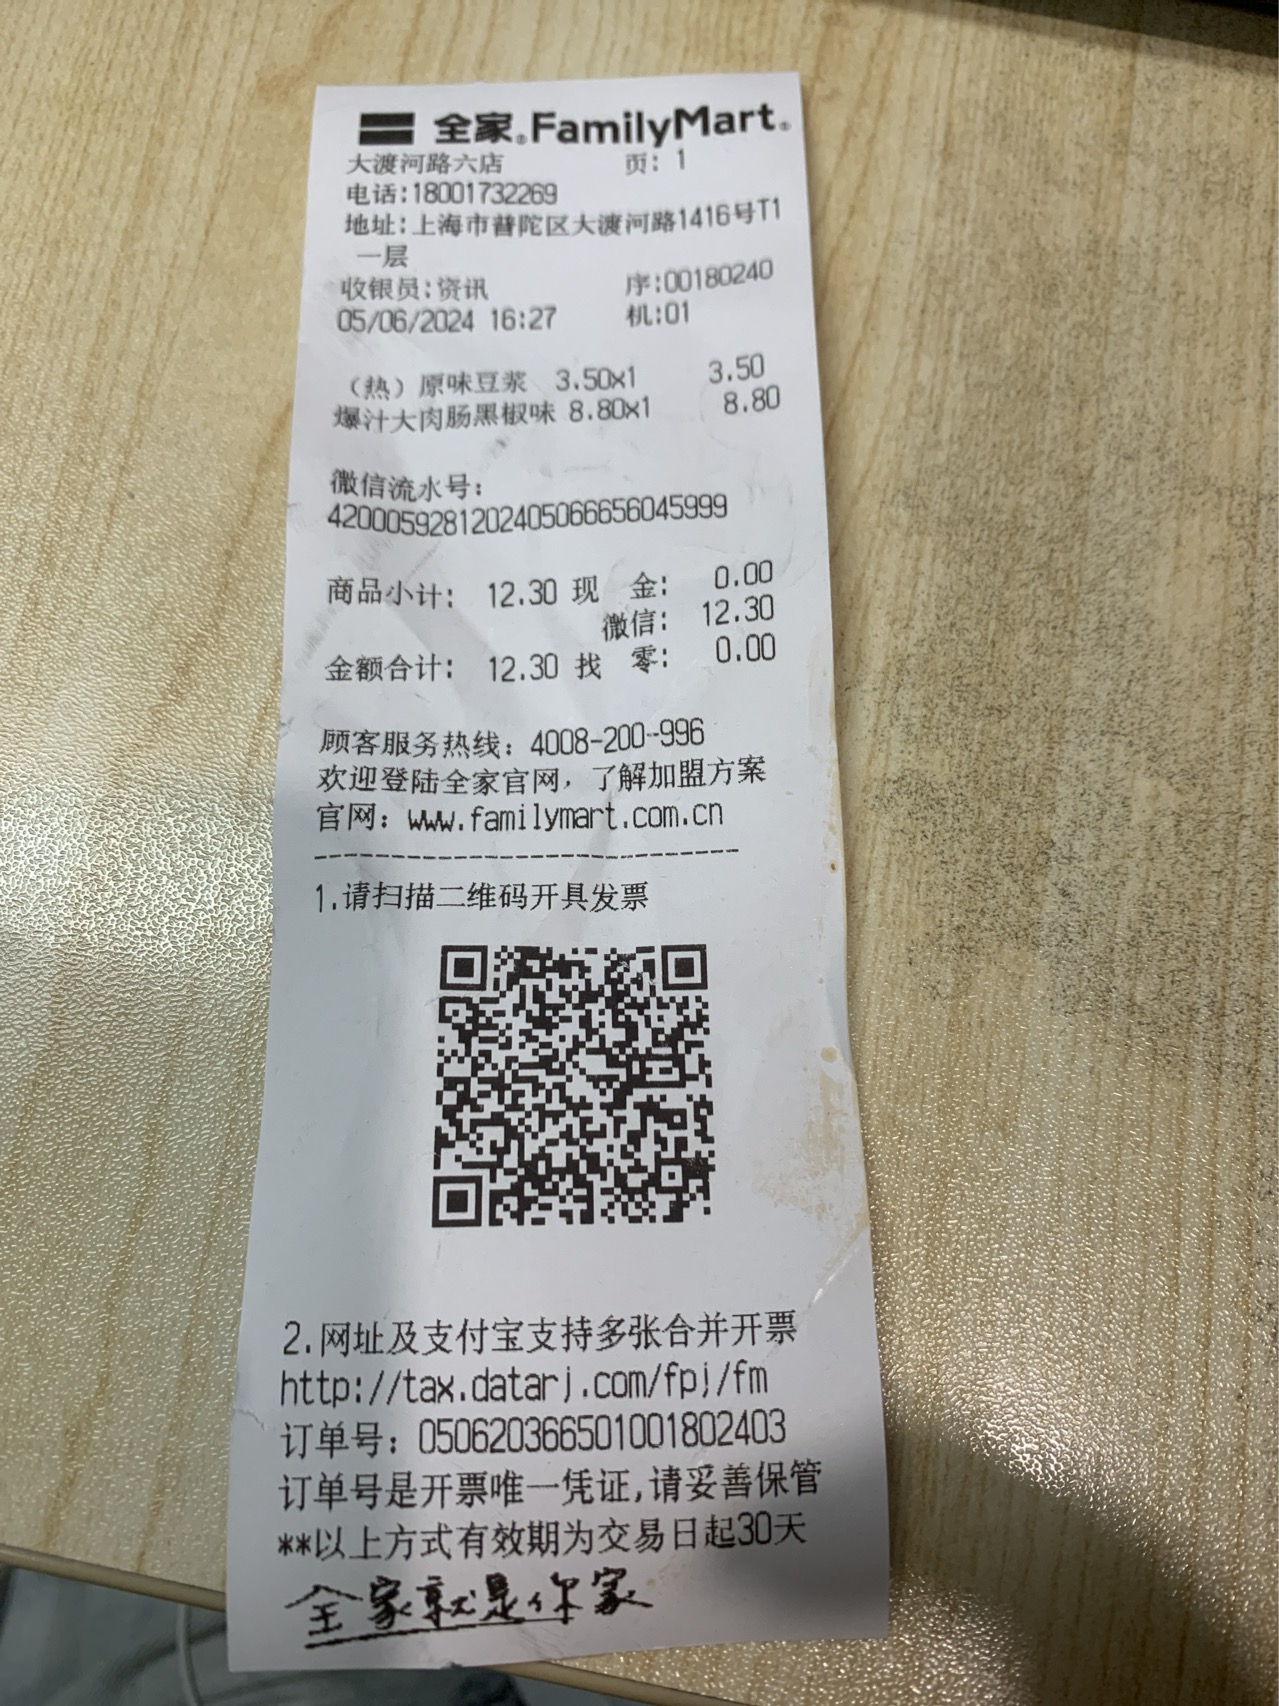 全家®FamilyMart®
大渡河路六店 页: 1
电话:18001732269
地址:上海市普陀区大渡河路1416号T1
一层
收银员:资讯 序:00180240
05/06/2024 16:27 机:01
（热）原味豆浆 3.50x1 3.50
爆汁大肉肠黑椒味 8.80x1 8.80
微信流水号:
4200059281202405066656045999
商品小计: 12.30 现 金: 0.00
微信: 12.30
金额合计: 12.30 找 零: 0.00
顾客服务热线: 4008-200-996
欢迎登陆全家官网, 了解加盟方案
官网: www.familymart.com.cn
------------------------------
1.请扫描二维码开具发票
2.网址及支付宝支持多张合并开票
http://tax.datarj.com/fpj/fm
订单号: 0506203665010018​02403
订单号是开票唯一凭证,请妥善保管
**以上方式有效期为交易日起30天
全家就是你家